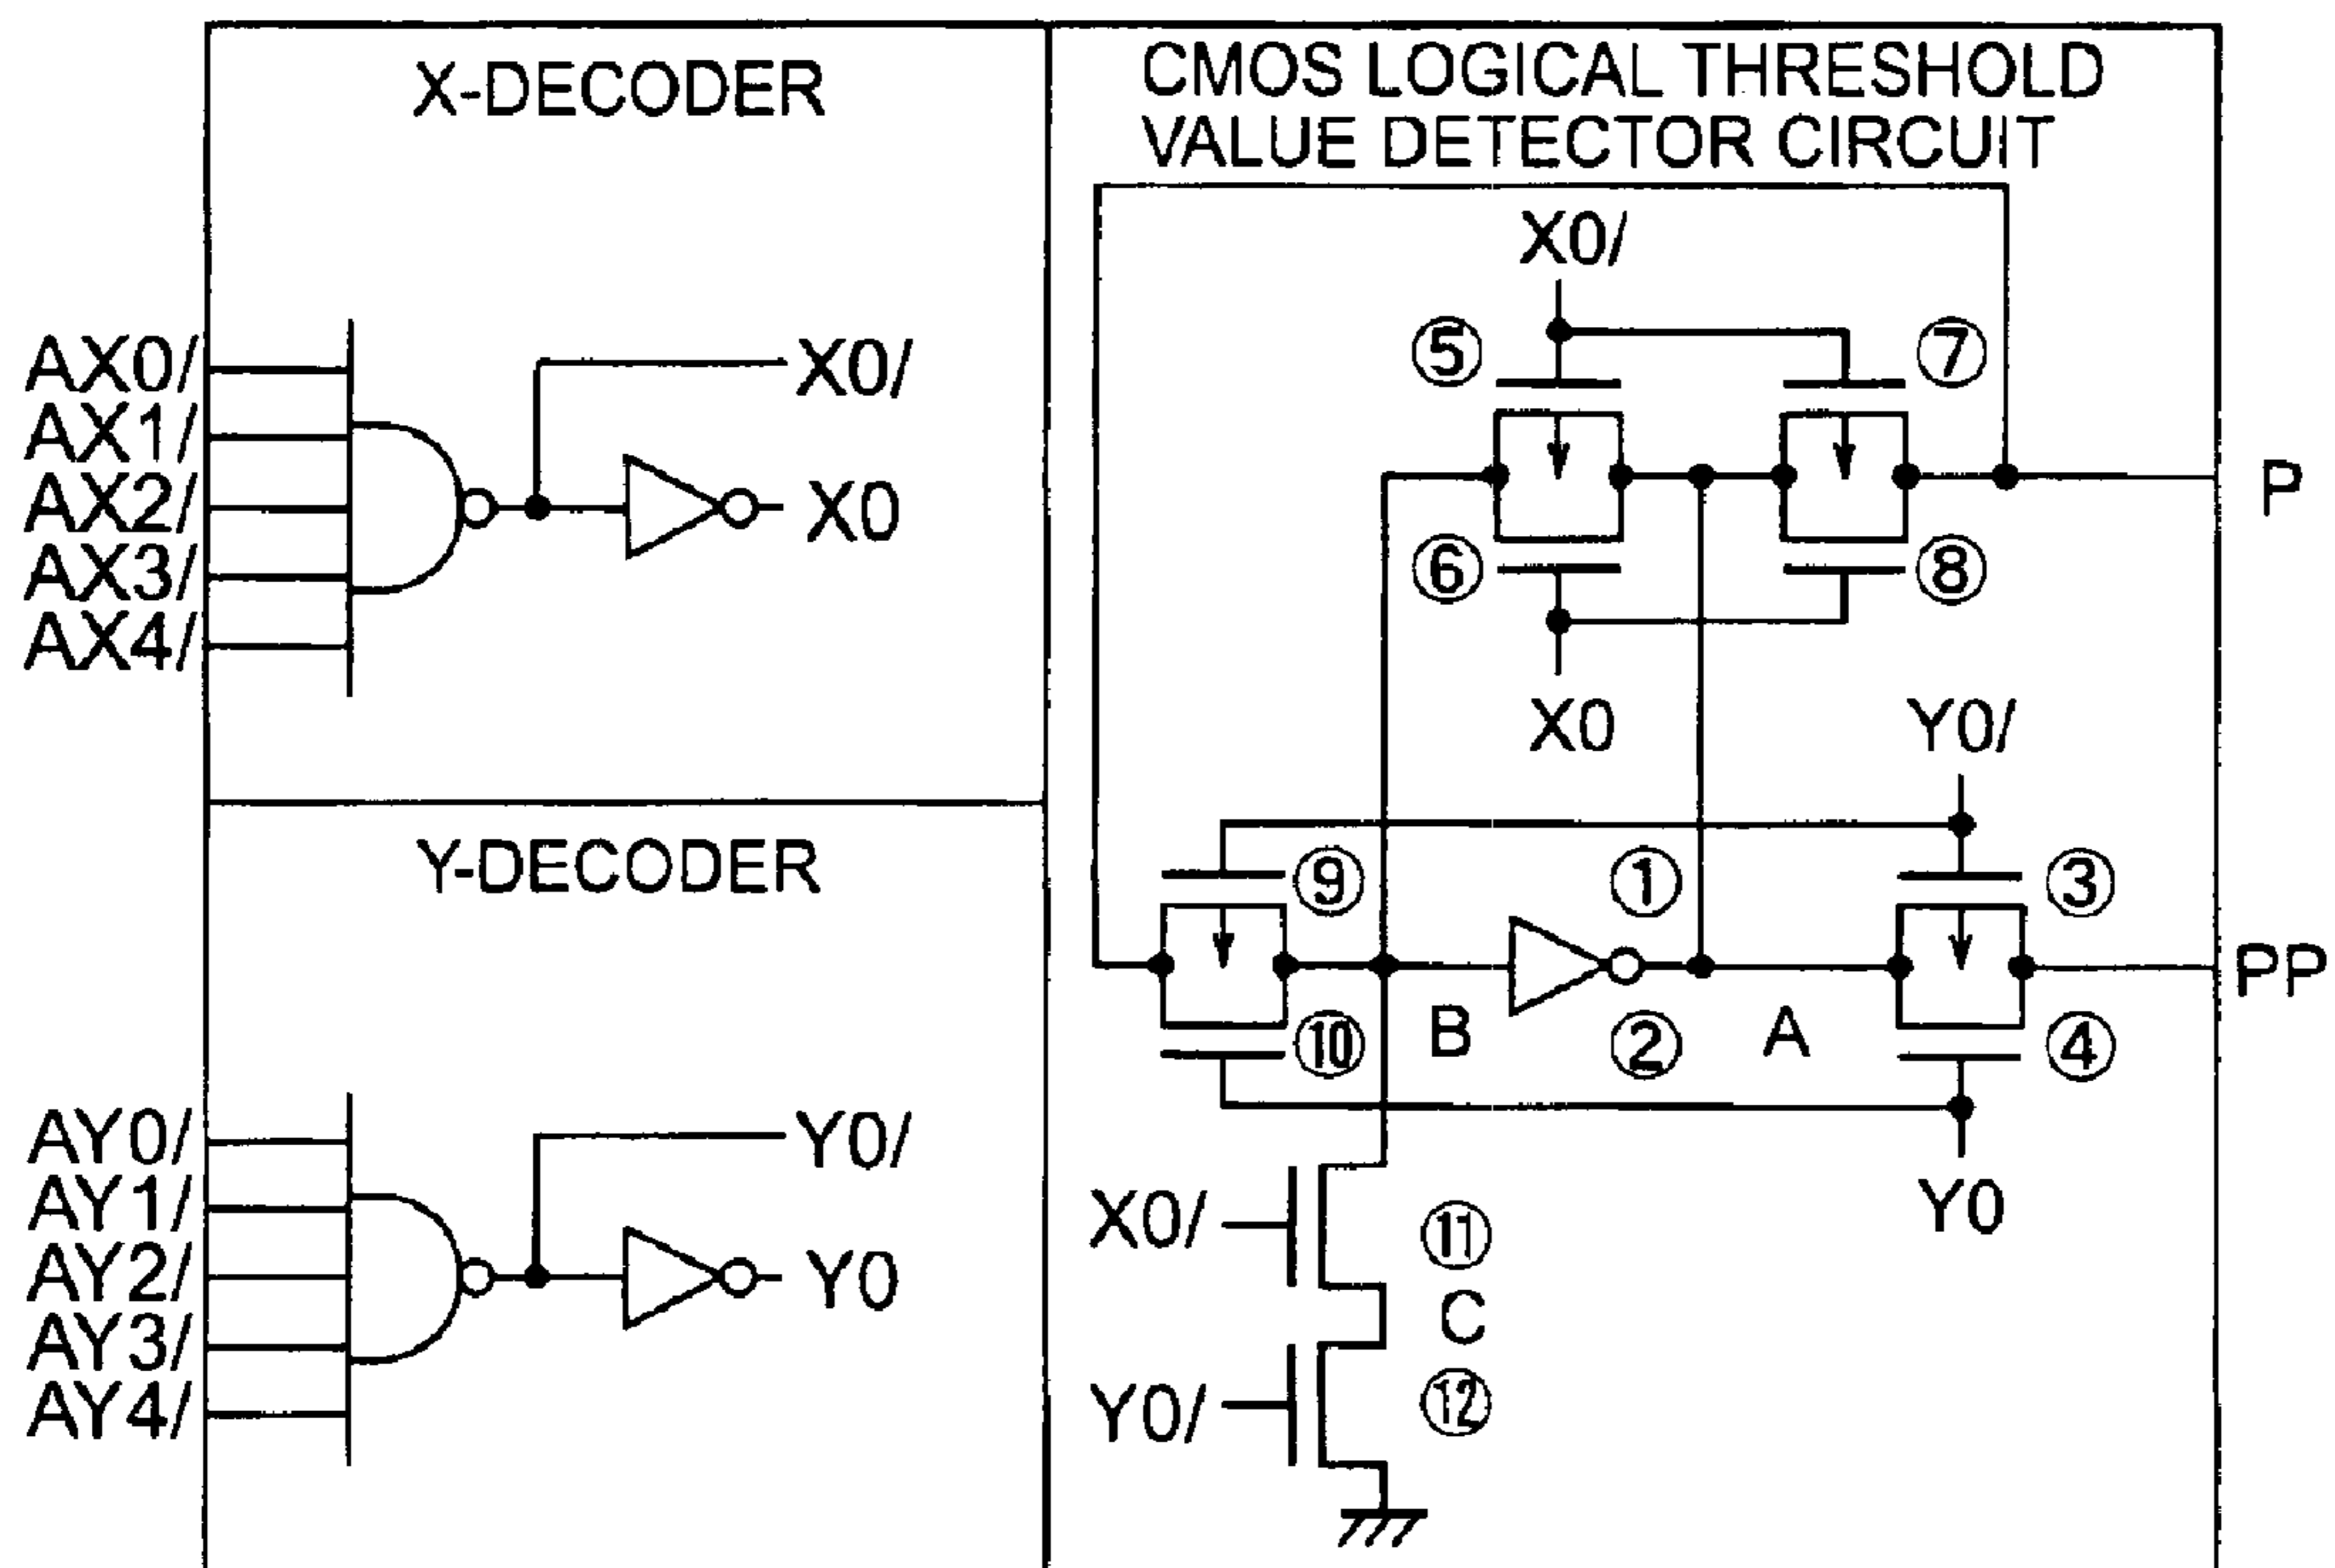 X-DECODER
AX0/
AX1/
AX2/
AX3/
AX4/
X0/
X0
Y-DECODER
AY0/
AY1/
AY2/
AY3/
AY4/
Y0/
Y0
CMOS LOGICAL THRESHOLD
VALUE DETECTOR CIRCUIT
X0/
⑤
⑦
P
⑥
⑧
X0
Y0/
⑨
①
③
PP
⑩
B
②
A
④
Y0
X0/
⑪
C
Y0/
⑫